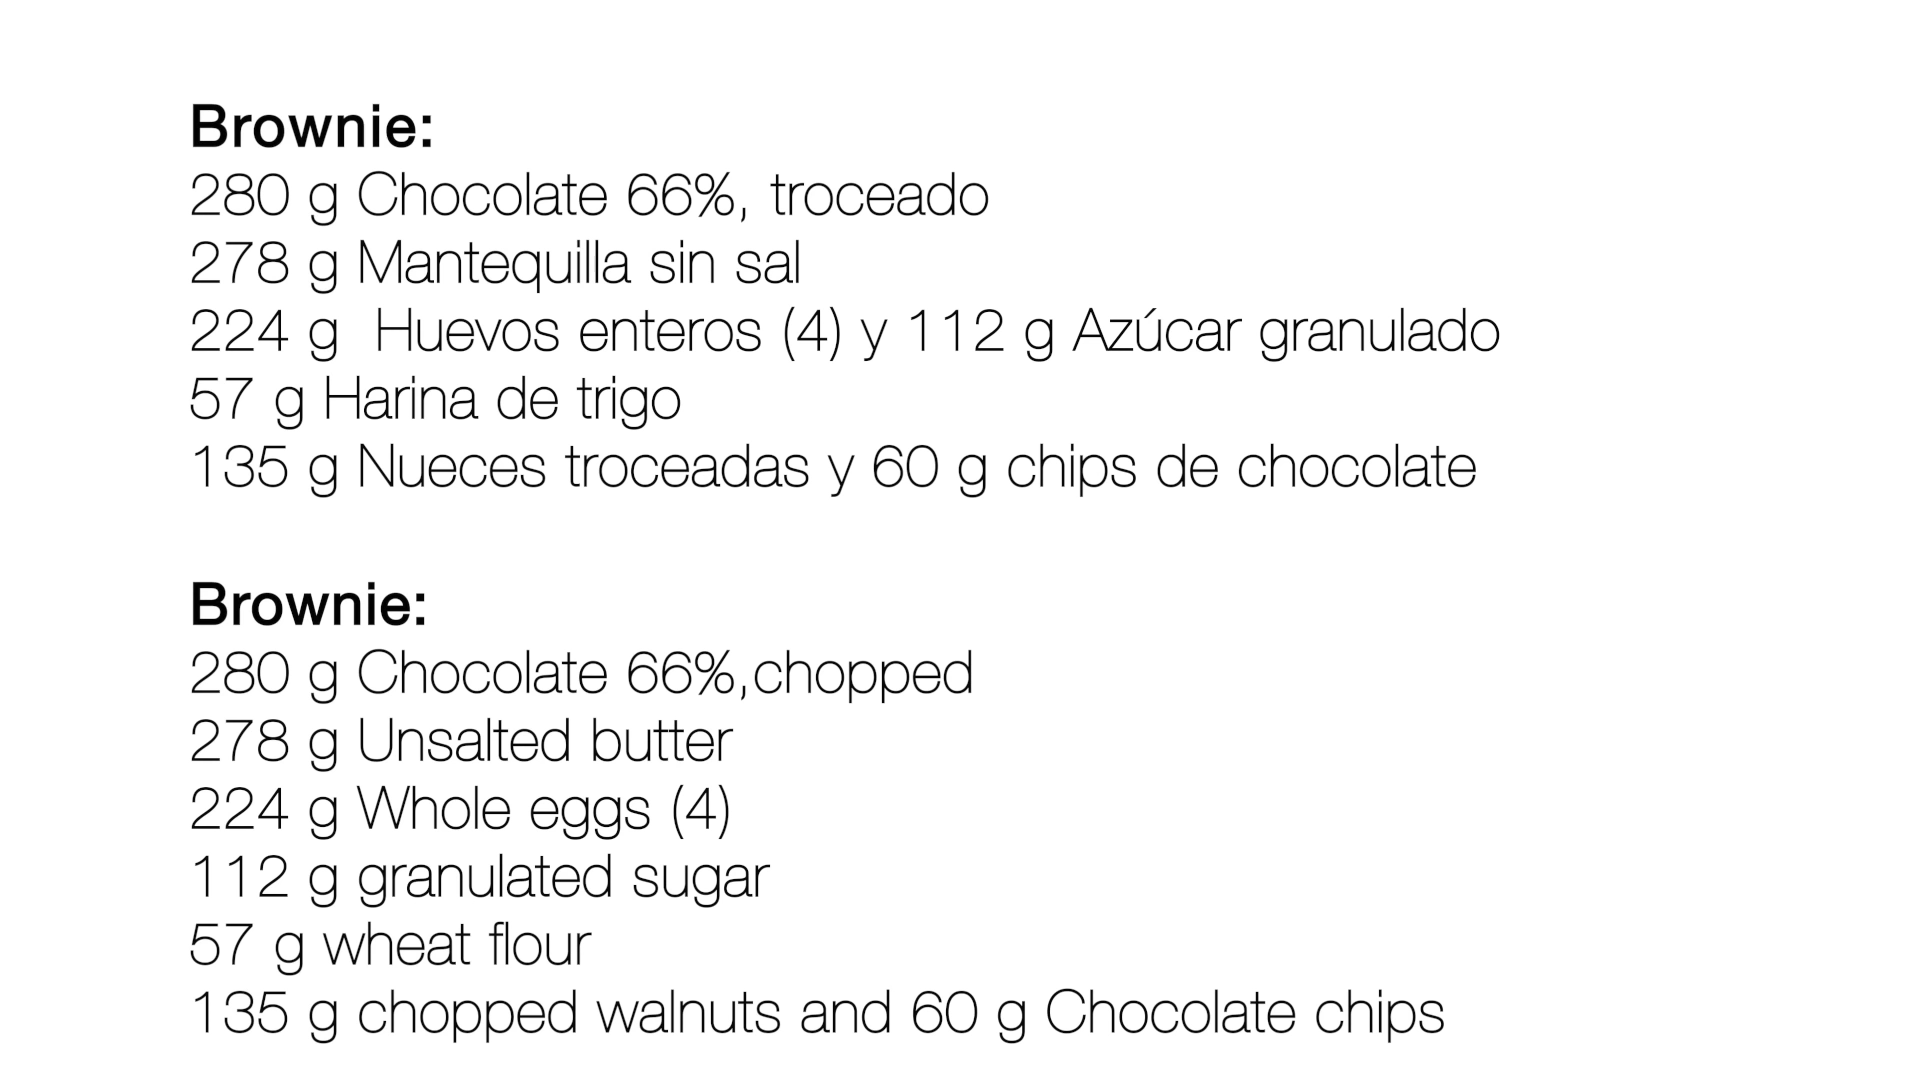 Brownie:
280 g Chocolate 66%, troceado
278 g Mantequilla sin sal
224 g  Huevos enteros (4) y 112 g Azúcar granulado
57 g Harina de trigo
135 g Nueces troceadas y 60 g chips de chocolate
Brownie:
280 g Chocolate 66%,chopped
278 g Unsalted butter
224 g Whole eggs (4)
112 g granulated sugar
57 g wheat flour
135 g chopped walnuts and 60 g Chocolate chips